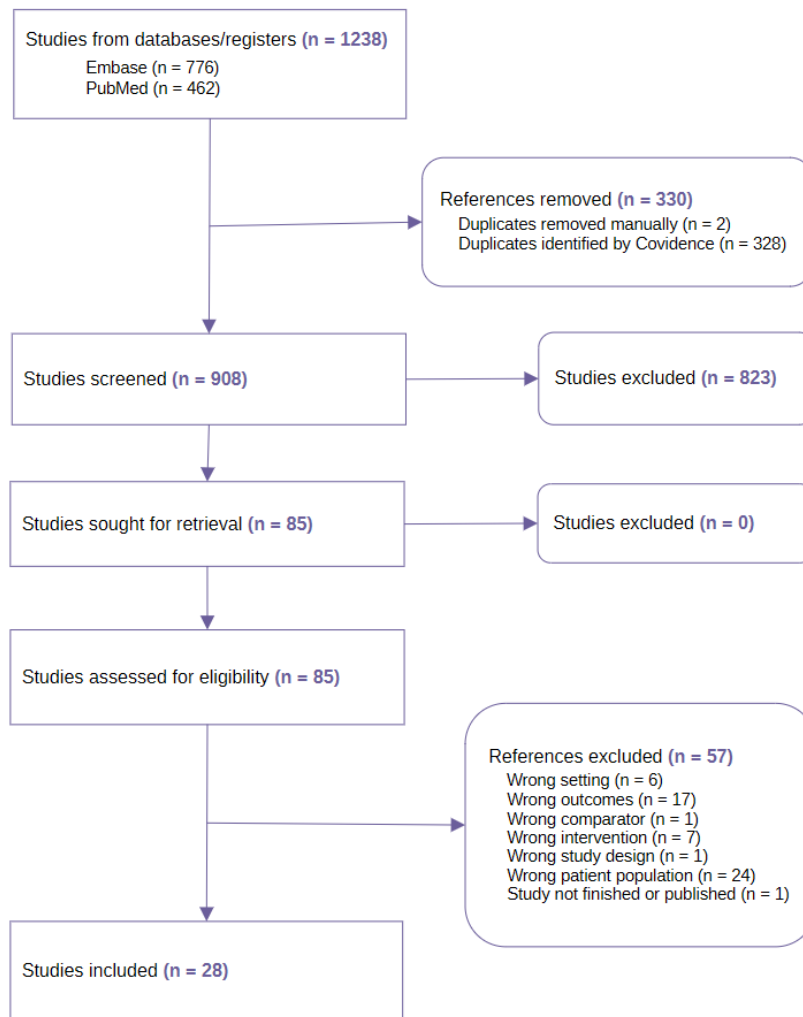 Studies from databases/registers (n = 1238)
Embase (n = 776)
PubMed (n = 462)
References removed (n = 330)
Duplicates removed manually (n = 2)
Duplicates identified by Covidence (n = 328)
Studies screened (n = 908)
Studies excluded (n = 823)
Studies sought for retrieval (n = 85)
Studies excluded (n = 0)
Studies assessed for eligibility (n = 85)
References excluded (n = 57)
Wrong setting (n = 6)
Wrong outcomes (n = 17)
Wrong comparator (n = 1)
Wrong intervention (n = 7)
Wrong study design (n = 1)
Wrong patient population (n = 24)
Study not finished or published (n = 1)
Studies included (n = 28)